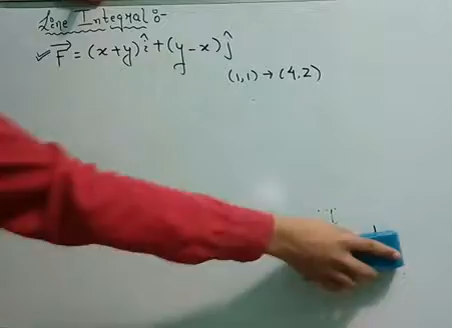 Line Integral :-
✓ F⃗ = (x+y) î + (y-x) ĵ
(1,1) → (4,2)